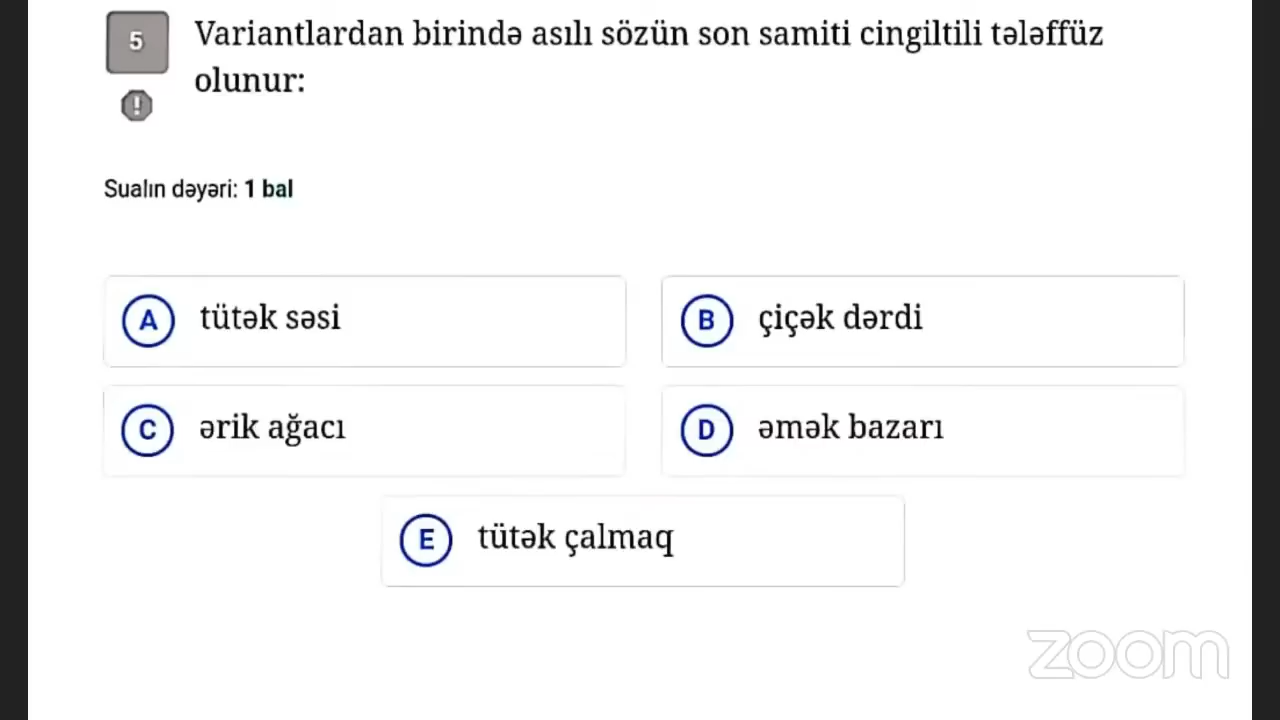 5
Variantlardan birində asılı sözün son samiti cingiltili tələffüz
olunur:
!
Sualın dəyəri: 1 bal
A tütək səsi
B çiçək dərdi
C ərik ağacı
D əmək bazarı
E tütək çalmaq
zoom